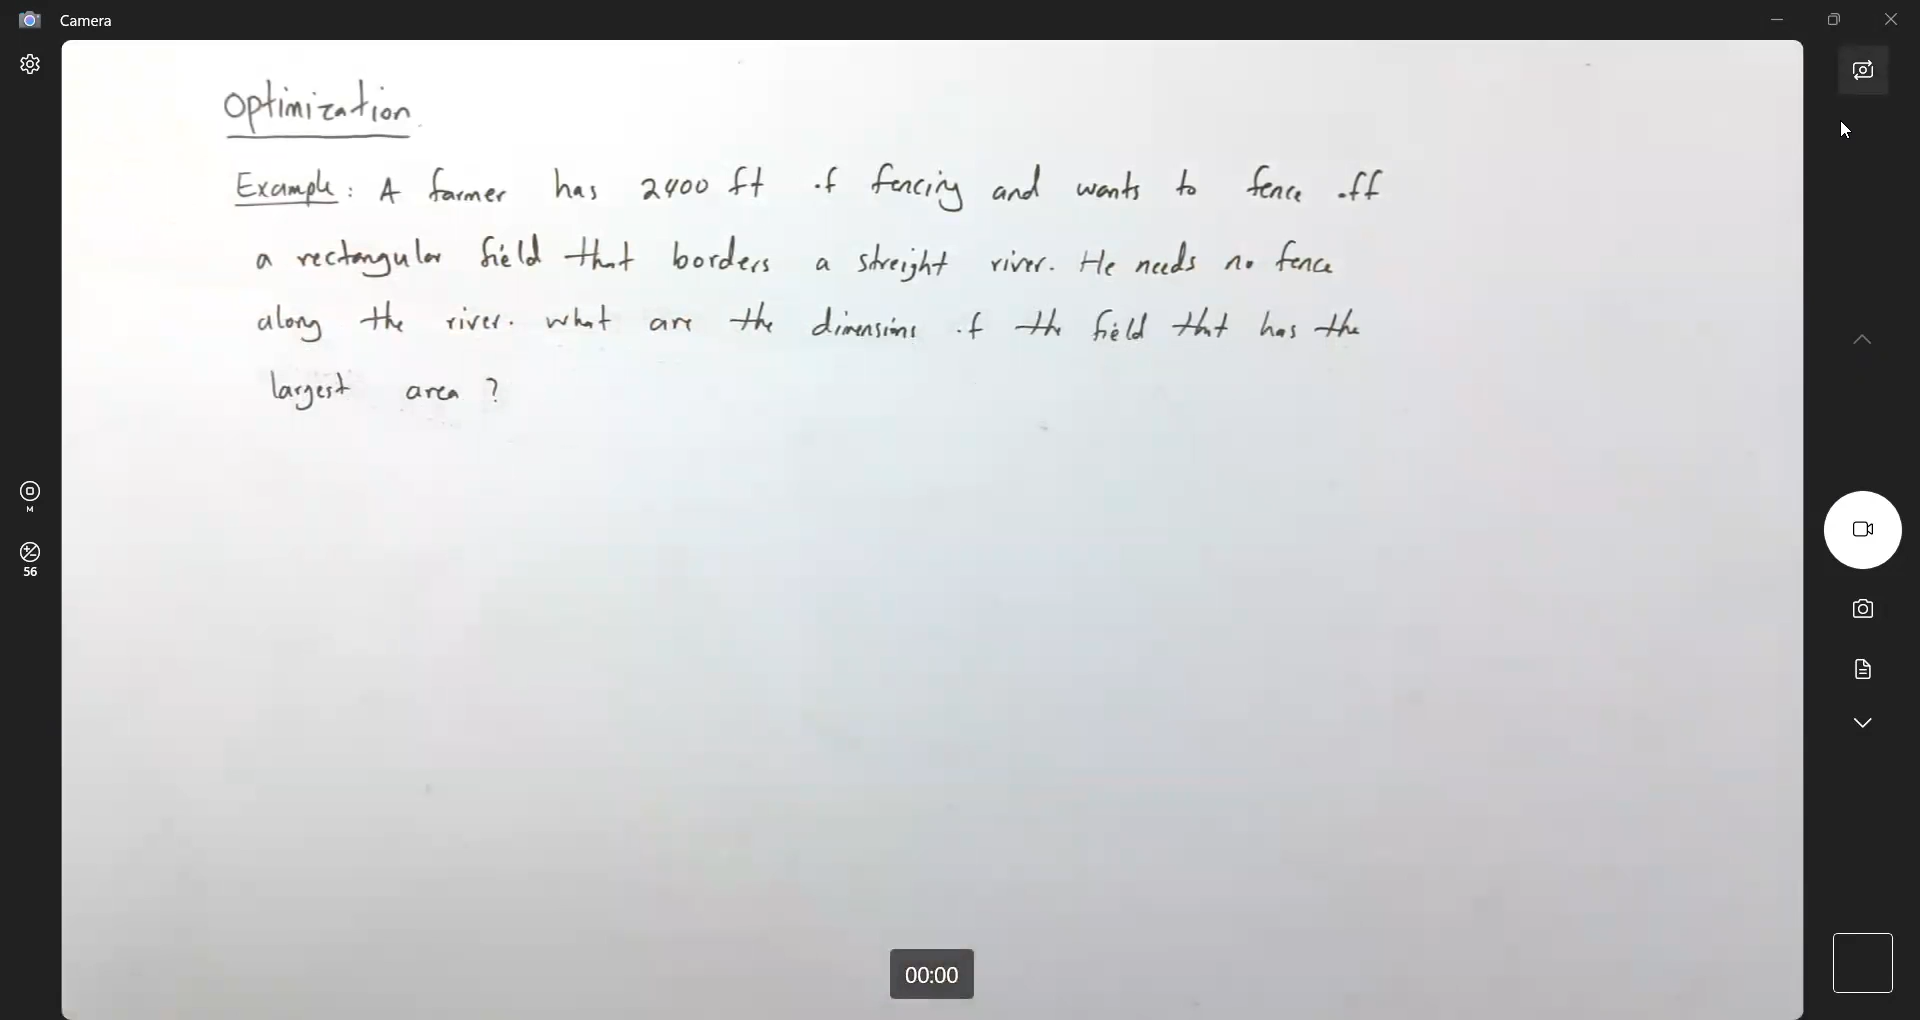 Camera
Optimization
Example: A farmer has 2400 ft of fencing and wants to fence off
a rectangular field that borders a streight river. He needs no fence
along the river. what are the dimensions of the field that has the
largest area ?
M
56
00:00